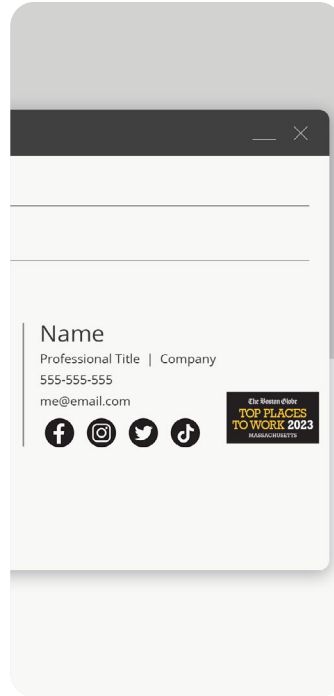 Name
Professional Title | Company
555-555-555
me@email.com
The Boston Globe
TOP PLACES
TO WORK 2023
MASSACHUSETTS